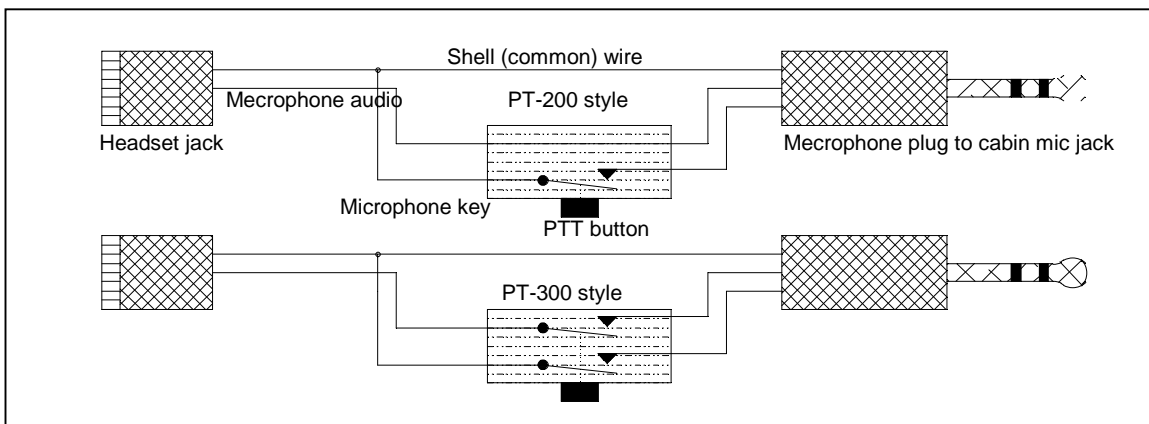 Shell (common) wire
Mecrophone audio
PT-200 style
Headset jack
Mecrophone plug to cabin mic jack
Microphone key
PTT button
PT-300 style